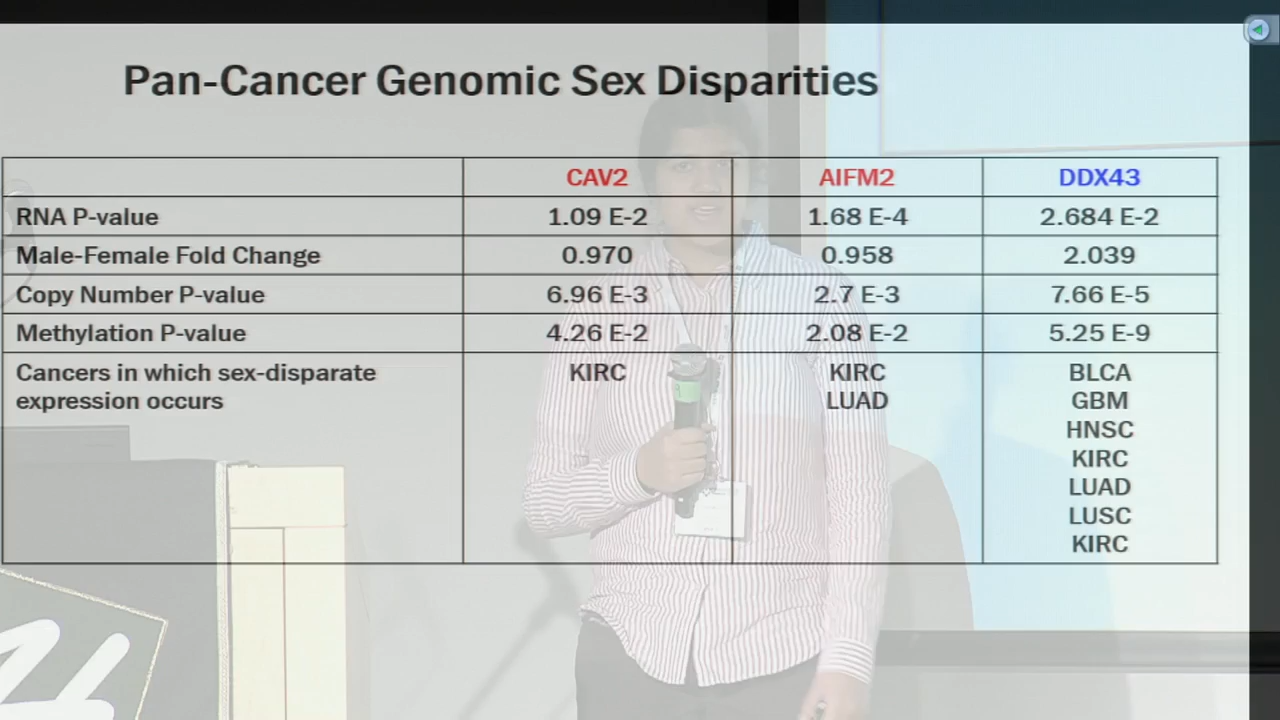 Pan-Cancer Genomic Sex Disparities
CAV2 AIFM2 DDX43
RNA P-value 1.09 E-2 1.68 E-4 2.684 E-2
Male-Female Fold Change 0.970 0.958 2.039
Copy Number P-value 6.96 E-3 2.7 E-3 7.66 E-5
Methylation P-value 4.26 E-2 2.08 E-2 5.25 E-9
Cancers in which sex-disparate KIRC KIRC BLCA
expression occurs LUAD GBM
HNSC
KIRC
LUAD
LUSC
KIRC